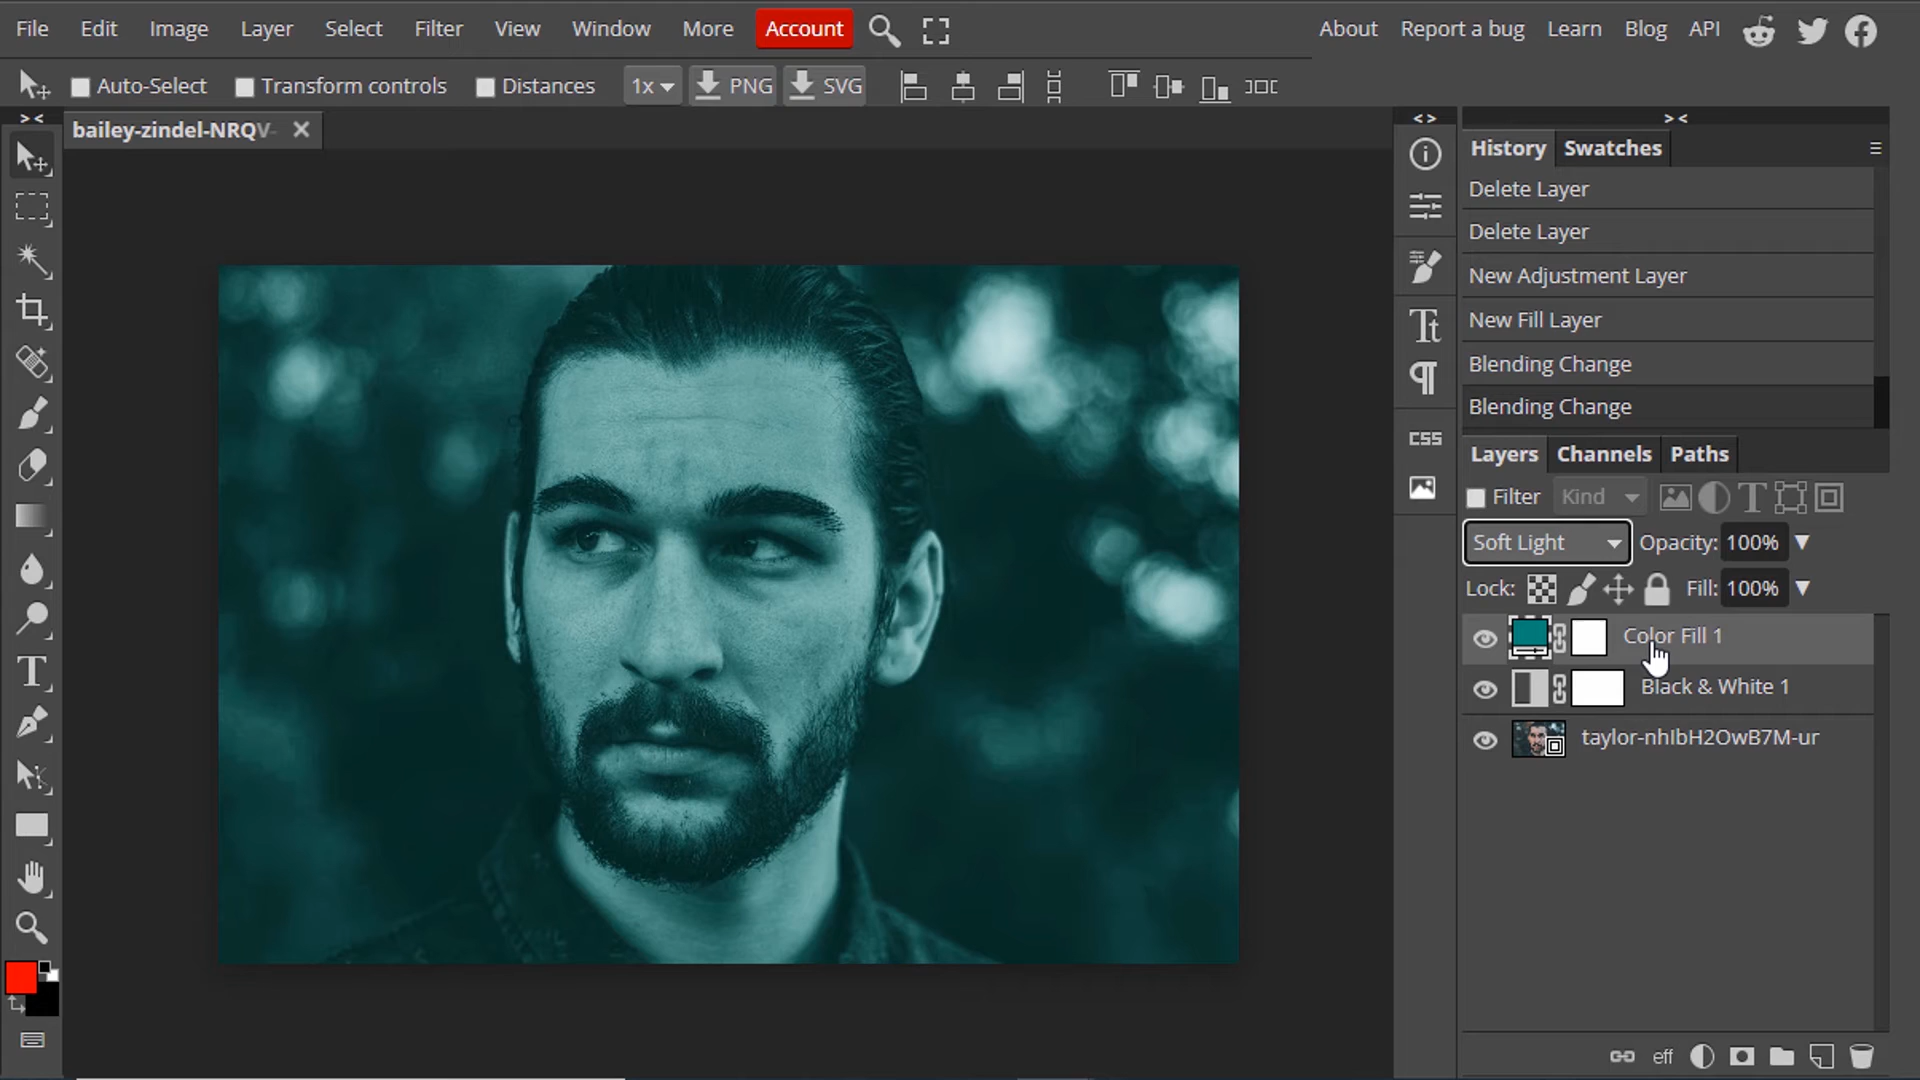 File Edit Image Layer Select Filter View Window More Account About Report a bug Learn Blog API
Auto-Select Transform controls Distances 1x PNG SVG
> < bailey-zindel-NRQV- < > > <
History Swatches
Delete Layer
Delete Layer
New Adjustment Layer
New Fill Layer
Blending Change
Blending Change
CSS
Layers Channels Paths
Filter Kind
Soft Light Opacity: 100%
Lock: Fill: 100%
Color Fill 1
Black & White 1
taylor-nhIbH2OwB7M-ur
eff